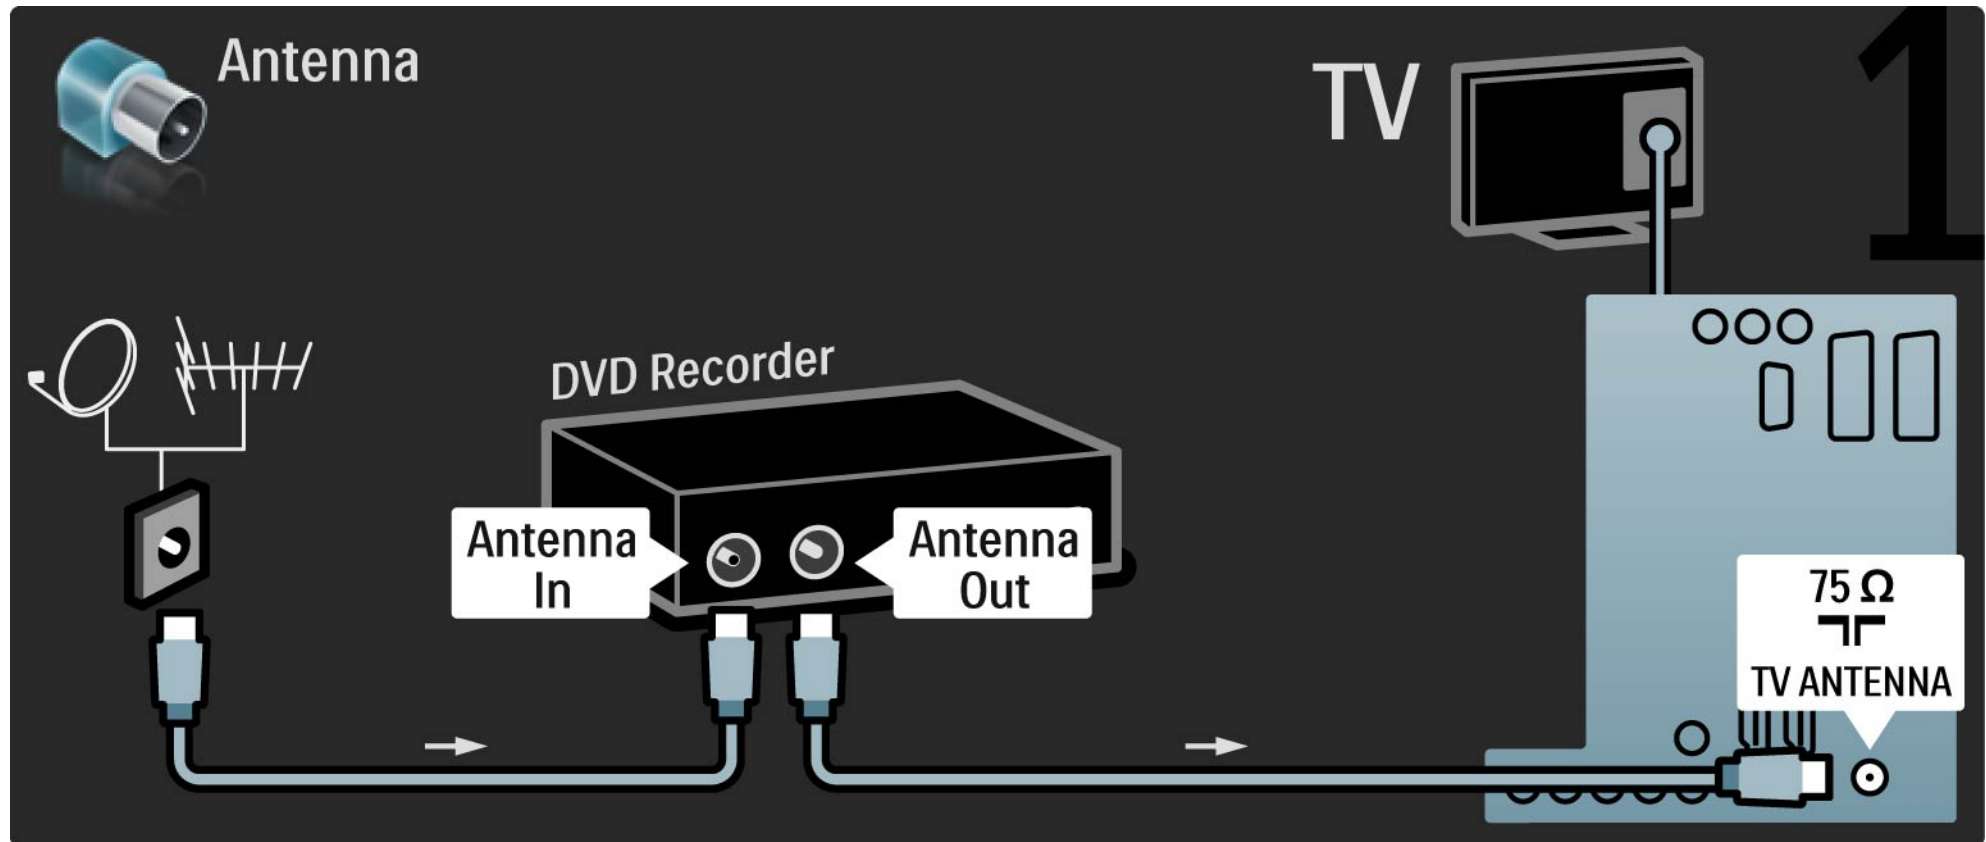 Antenna
TV
1
DVD Recorder
Antenna
In
Antenna
Out
75 Ω
TV ANTENNA